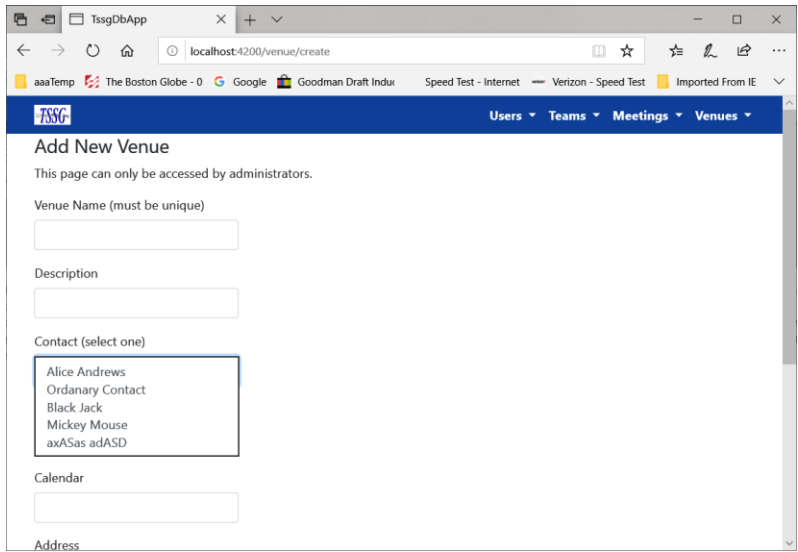 TssgDbApp
localhost:4200/venue/create
aaaTemp The Boston Globe - 0 Google Goodman Draft Induc Speed Test - Internet Verizon - Speed Test Imported From IE
TSSG Users Teams Meetings Venues
Add New Venue
This page can only be accessed by administrators.
Venue Name (must be unique)
Description
Contact (select one)
Alice Andrews
Ordanary Contact
Black Jack
Mickey Mouse
axASas adASD
Calendar
Address